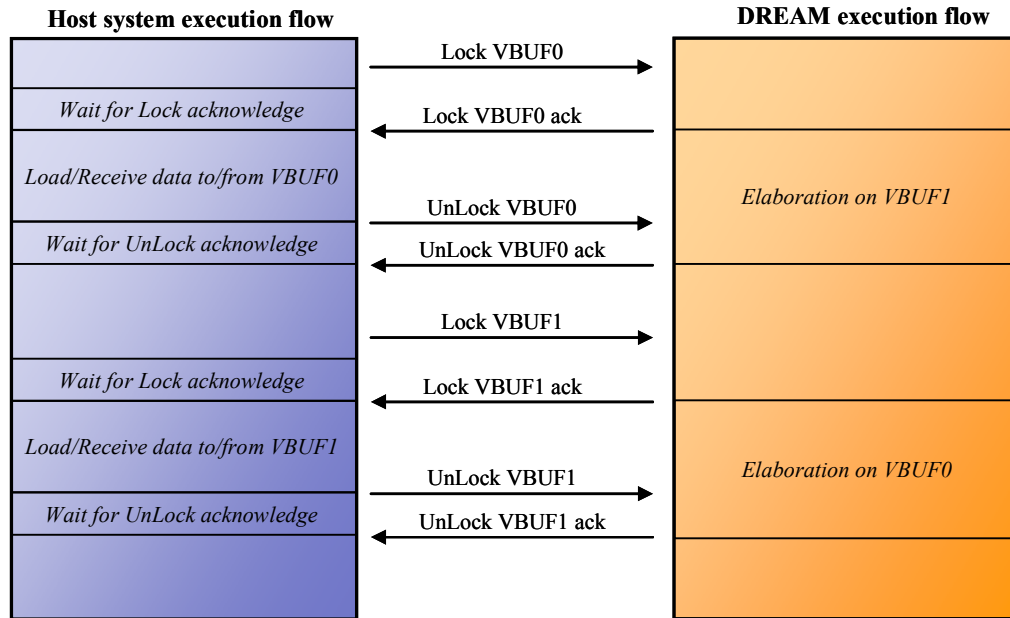 Host system execution flow
DREAM execution flow
Lock VBUF0
Wait for Lock acknowledge
Lock VBUF0 ack
Load/Receive data to/from VBUF0
Elaboration on VBUF1
UnLock VBUF0
Wait for UnLock acknowledge
UnLock VBUF0 ack
Lock VBUF1
Wait for Lock acknowledge
Lock VBUF1 ack
Load/Receive data to/from VBUF1
Elaboration on VBUF0
UnLock VBUF1
Wait for UnLock acknowledge
UnLock VBUF1 ack